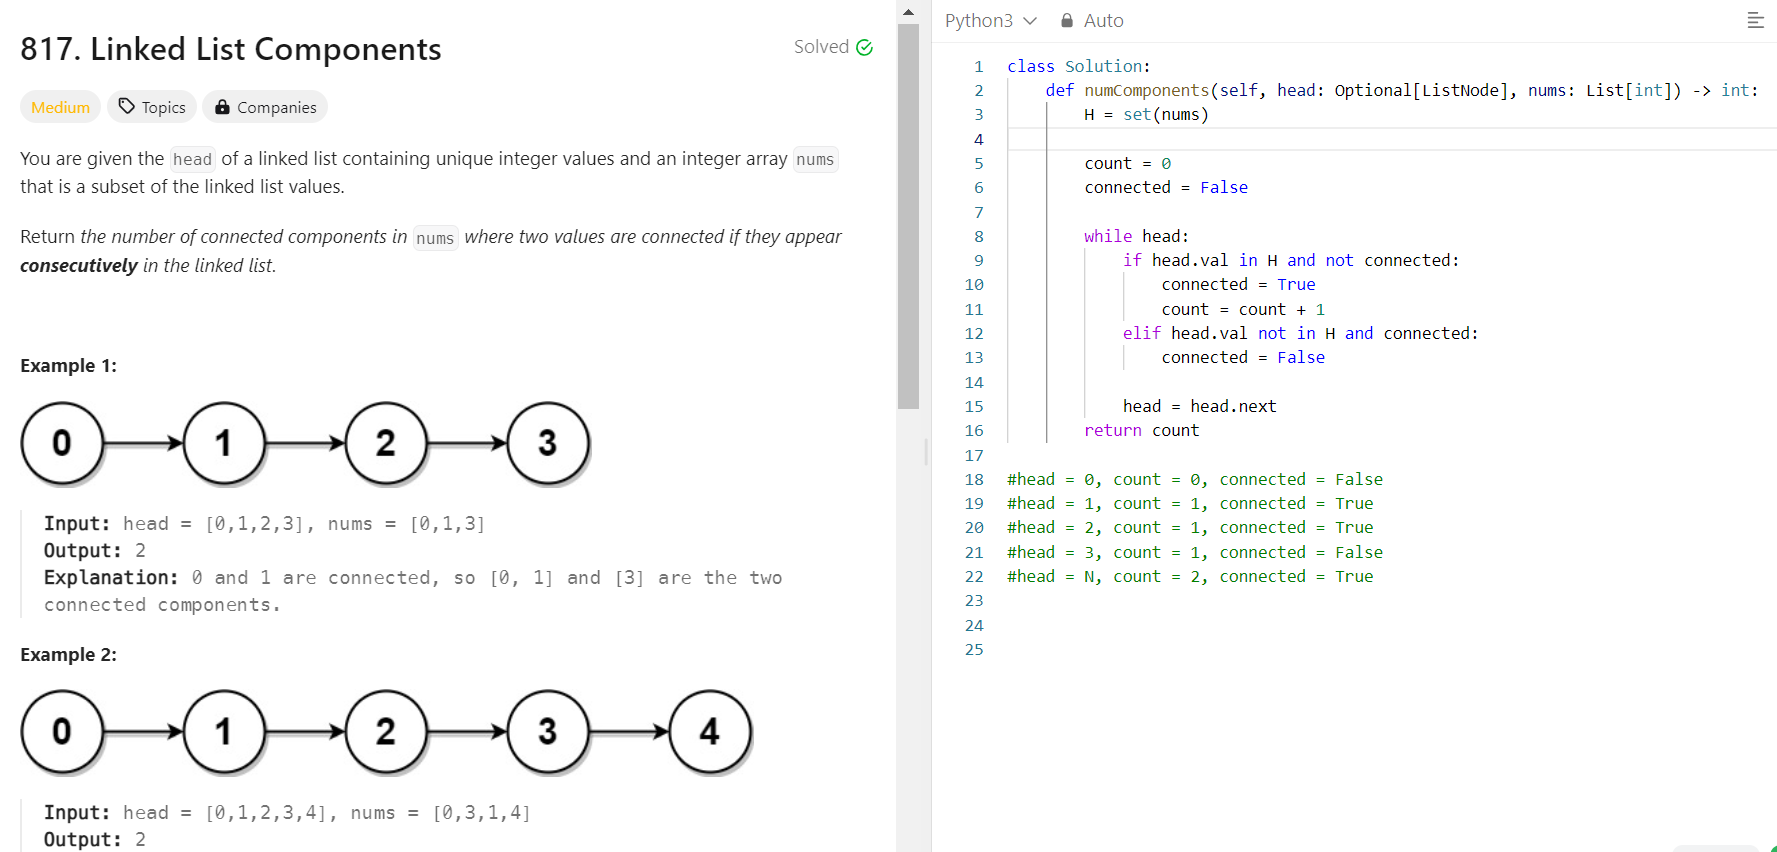 817. Linked List Components
Solved
Medium Topics Companies
You are given the head of a linked list containing unique integer values and an integer array nums
that is a subset of the linked list values.
Return the number of connected components in nums where two values are connected if they appear
consecutively in the linked list.
Example 1:
0 1 2 3
Input: head = [0,1,2,3], nums = [0,1,3]
Output: 2
Explanation: 0 and 1 are connected, so [0, 1] and [3] are the two
connected components.
Example 2:
0 1 2 3 4
Input: head = [0,1,2,3,4], nums = [0,3,1,4]
Output: 2
Python3 Auto
1 class Solution:
2     def numComponents(self, head: Optional[ListNode], nums: List[int]) -> int:
3         H = set(nums)
4
5         count = 0
6         connected = False
7
8         while head:
9             if head.val in H and not connected:
10                 connected = True
11                 count = count + 1
12             elif head.val not in H and connected:
13                 connected = False
14
15             head = head.next
16         return count
17
18 #head = 0, count = 0, connected = False
19 #head = 1, count = 1, connected = True
20 #head = 2, count = 1, connected = True
21 #head = 3, count = 1, connected = False
22 #head = N, count = 2, connected = True
23
24
25